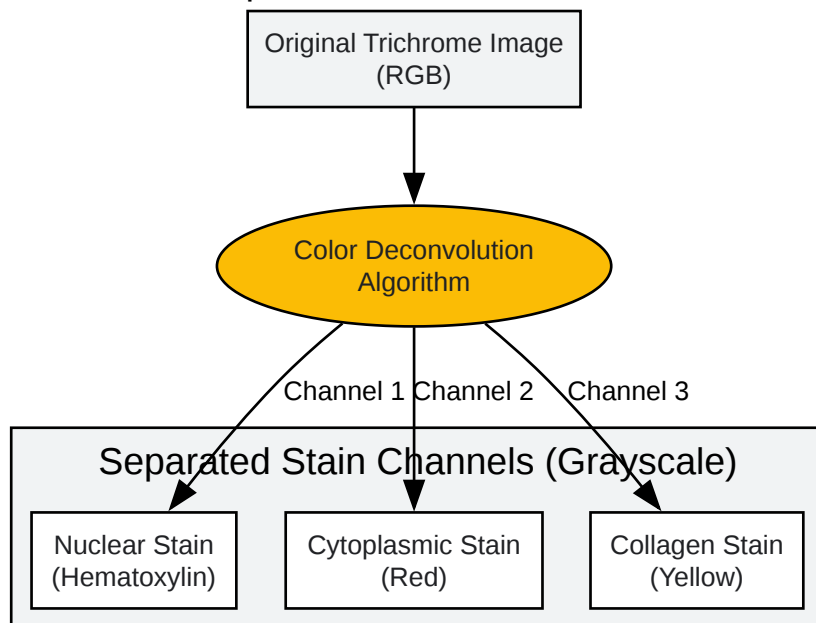 Original Trichrome Image
(RGB)
Color Deconvolution
Algorithm
Channel 1
Channel 2
Channel 3
Separated Stain Channels (Grayscale)
Nuclear Stain
(Hematoxylin)
Cytoplasmic Stain
(Red)
Collagen Stain
(Yellow)